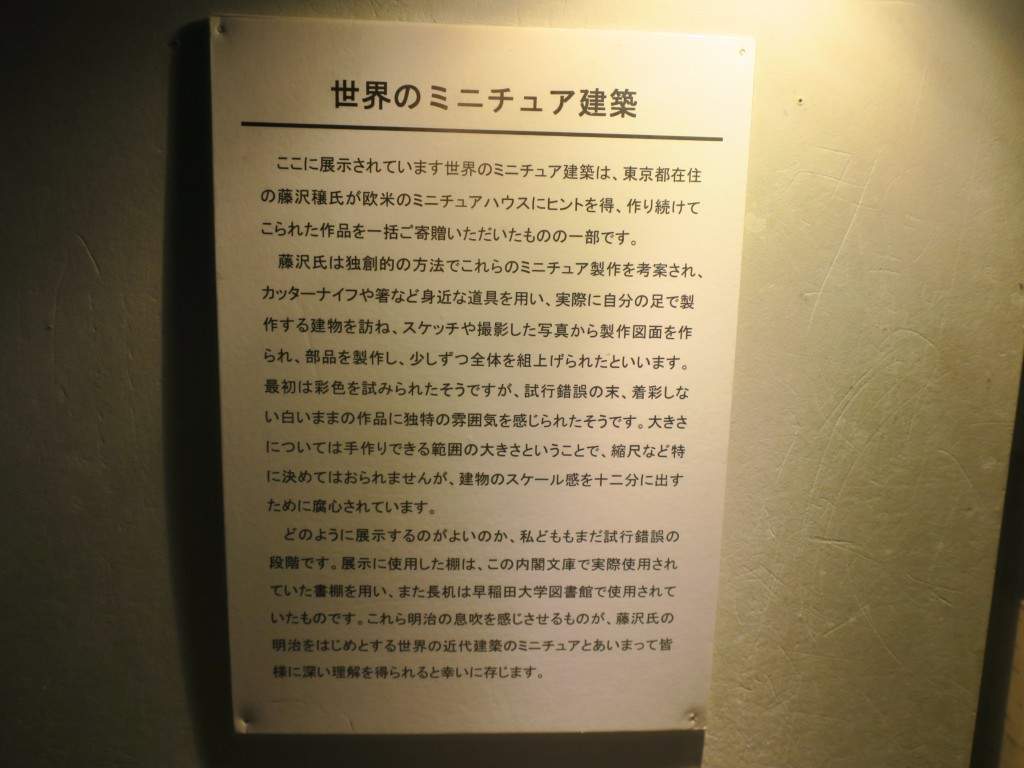 世界のミニチュア建築
ここに展示されています世界のミニチュア建築は、東京都在住
の藤沢穣氏が欧米のミニチュアハウスにヒントを得、作り続けて
こられた作品を一括ご寄贈いただいたものの一部です。
藤沢氏は独創的の方法でこれらのミニチュア製作を考案され、
カッターナイフや箸など身近な道具を用い、実際に自分の足で製
作する建物を訪ね、スケッチや撮影した写真から製作図面を作
られ、部品を製作し、少しずつ全体を組上げられたといいます。
最初は彩色を試みられたそうですが、試行錯誤の末、着彩しな
い白いままの作品に独特の雰囲気を感じられたそうです。大きさ
については手作りできる範囲の大きさということで、縮尺など特
に決めてはおられませんが、建物のスケール感を十二分に出す
ために腐心されています。
どのように展示するのがよいのか、私どももまだ試行錯誤の
段階です。展示に使用した棚は、この内閣文庫で実際使用され
ていた書棚を用い、また長机は早稲田大学図書館で使用されて
いたものです。これら明治の息吹を感じさせるものが、藤沢氏の
明治をはじめとする世界の近代建築のミニチュアとあいまって皆
様に深い理解を得られると幸いに存じます。